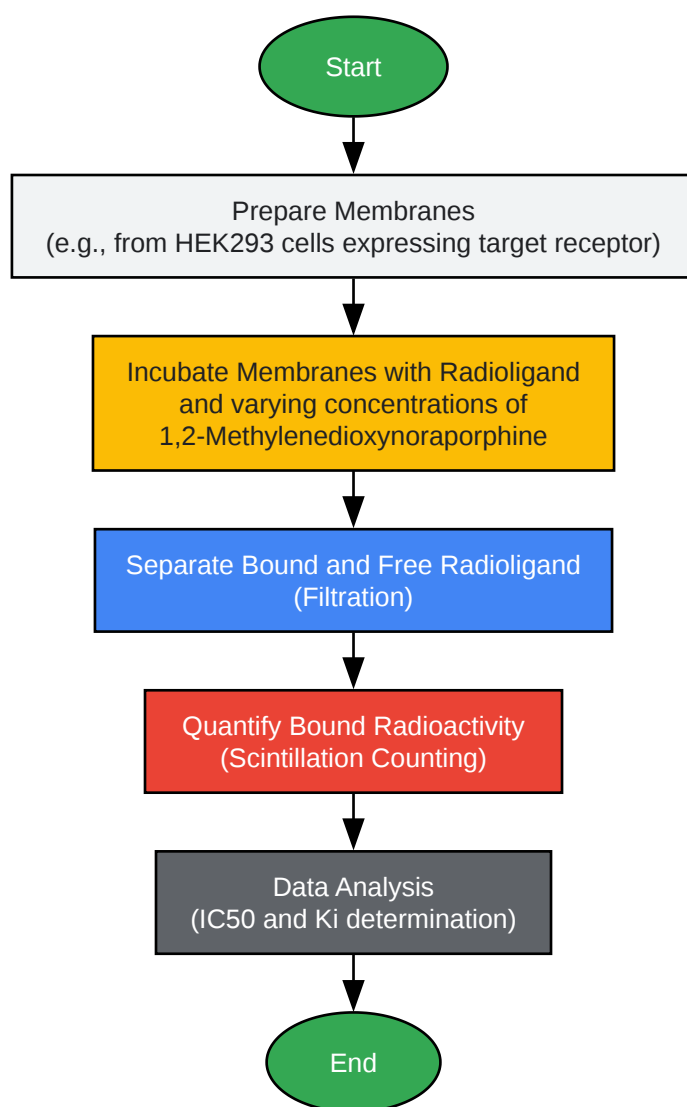 Start
Prepare Membranes
(e.g., from HEK293 cells expressing target receptor)
Incubate Membranes with Radioligand
and varying concentrations of
1,2-Methylenedioxynoraporphine
Separate Bound and Free Radioligand
(Filtration)
Quantify Bound Radioactivity
(Scintillation Counting)
Data Analysis
(IC50 and Ki determination)
End